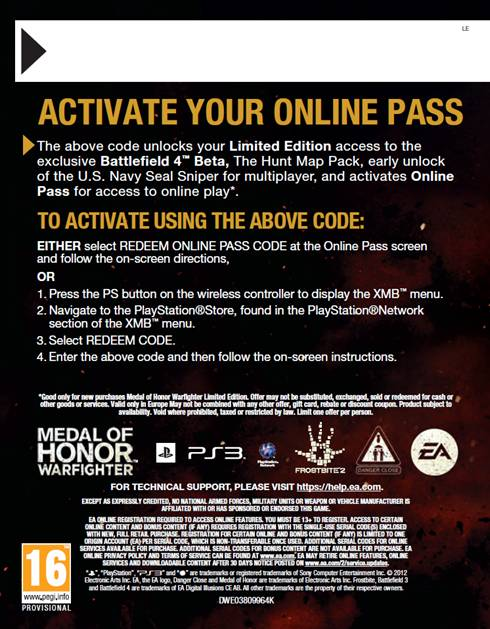 LE
ACTIVATE YOUR ONLINE PASS
The above code unlocks your Limited Edition access to the
exclusive Battlefield 4™ Beta, The Hunt Map Pack, early unlock
of the U.S. Navy Seal Sniper for multiplayer, and activates Online
Pass for access to online play*.
TO ACTIVATE USING THE ABOVE CODE:
EITHER select REDEEM ONLINE PASS CODE at the Online Pass screen
and follow the on-screen directions,
OR
1. Press the PS button on the wireless controller to display the XMB™ menu.
2. Navigate to the PlayStation®Store, found in the PlayStation®Network
section of the XMB™ menu.
3. Select REDEEM CODE.
4. Enter the above code and then follow the on-screen instructions.
*Good only for new purchases Medal of Honor Warfighter Limited Edition. Offer may not be substituted, exchanged, sold or redeemed for cash or
other goods or services. Valid only in Europe May not be combined with any other offer, gift card, rebate or discount coupon. Product subject to
availability. Void where prohibited, taxed or restricted by law. Limit one offer per person.
MEDAL OF
HONOR
WARFIGHTER
PS3
PlayStation
Network
FROSTBITE 2
DANGER CLOSE
EA
FOR TECHNICAL SUPPORT, PLEASE VISIT https://help.ea.com.
EXCEPT AS EXPRESSLY CREDITED, NO NATIONAL ARMED FORCES, MILITARY UNITS OR WEAPON OR VEHICLE MANUFACTURER IS
AFFILIATED WITH OR HAS SPONSORED OR ENDORSED THIS GAME.
EA ONLINE REGISTRATION REQUIRED TO ACCESS ONLINE FEATURES. YOU MUST BE 13+ TO REGISTER. ACCESS TO CERTAIN
ONLINE CONTENT AND BONUS CONTENT (IF ANY) REQUIRES REGISTRATION WITH THE SINGLE-USE SERIAL CODE(S) ENCLOSED
WITH NEW, FULL RETAIL PURCHASE. REGISTRATION FOR CERTAIN ONLINE AND BONUS CONTENT (IF ANY) IS LIMITED TO ONE
ORIGIN ACCOUNT (EA) PER SERIAL CODE, WHICH IS NON-TRANSFERABLE ONCE USED. ADDITIONAL SERIAL CODES FOR ONLINE
SERVICES AVAILABLE FOR PURCHASE. ADDITIONAL SERIAL CODES FOR BONUS CONTENT ARE NOT AVAILABLE FOR PURCHASE. EA
ONLINE PRIVACY POLICY AND TERMS OF SERVICE CAN BE FOUND AT www.ea.com. EA MAY RETIRE ONLINE FEATURES, ONLINE
SERVICES AND DOWNLOADABLE CONTENT AFTER 30 DAYS NOTICE POSTED ON www.ea.com/2/service.updates.
"", "PlayStation", "PS3" and "" are trademarks or registered trademarks of Sony Computer Entertainment Inc. © 2012
Electronic Arts Inc. EA, the EA logo, Danger Close and Medal of Honor are trademarks of Electronic Arts Inc. Frostbite, Battlefield 3
and Battlefield 4 are trademarks of EA Digital Illusions CE AB. All other trademarks are the property of their respective owners.
16
www.pegi.info
PROVISIONAL
DWE03809964K